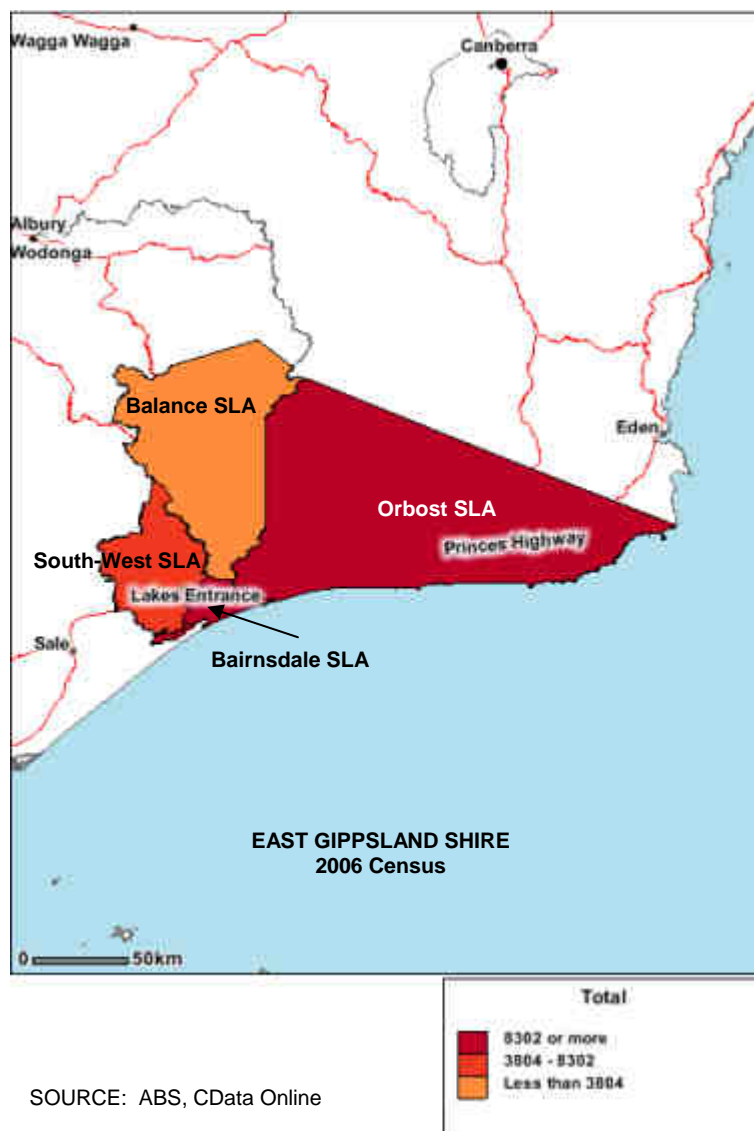 Wagga Wagga
Canberra
Albury
Wodonga
Balance SLA
Eden
Orbost SLA
Princes Highway
South-West SLA
Lakes Entrance
Sale
Bairnsdale SLA
EAST GIPPSLAND SHIRE
2006 Census
0 50km
Total
8302 or more
3804 - 8302
Less than 3804
SOURCE: ABS, CData Online